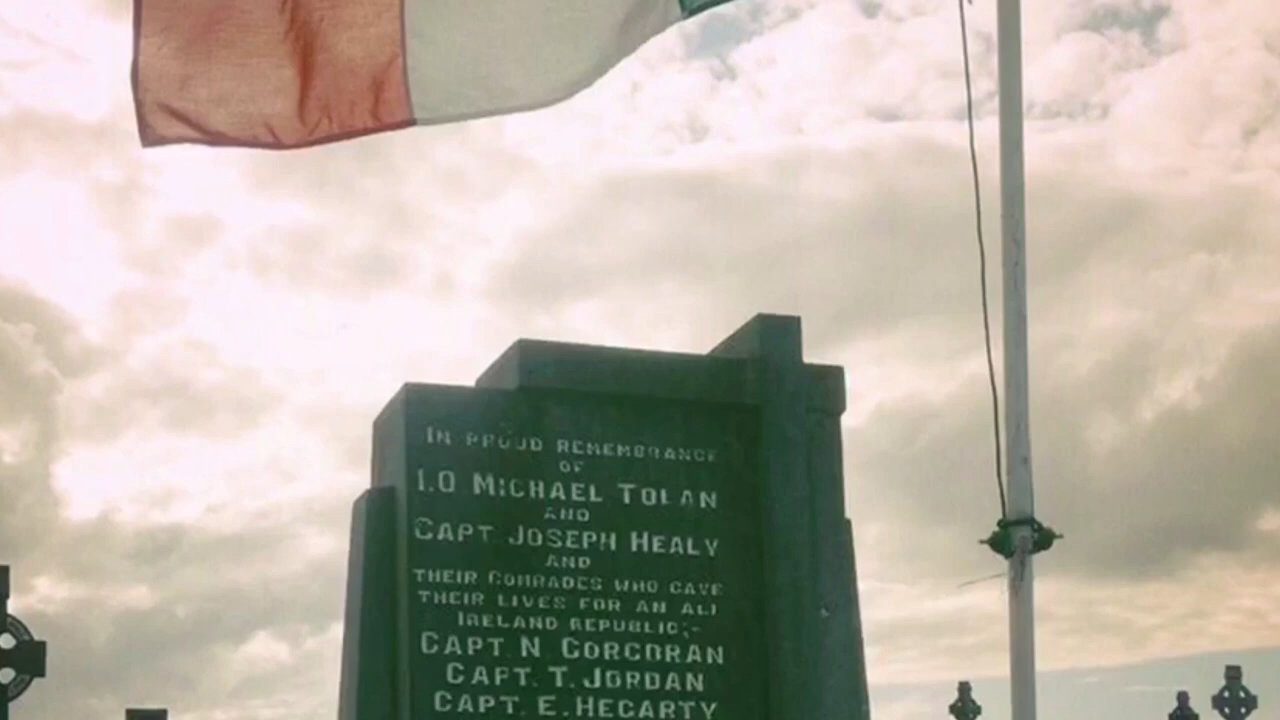 IN PROUD REMEMBRANCE
OF
I.O MICHAEL TOLAN
AND
CAPT. JOSEPH HEALY
AND
THEIR COMRADES WHO GAVE
THEIR LIVES FOR AN ALL
IRELAND REPUBLIC;-
CAPT. N. CORCORAN
CAPT. T. JORDAN
CAPT. E. HEGARTY